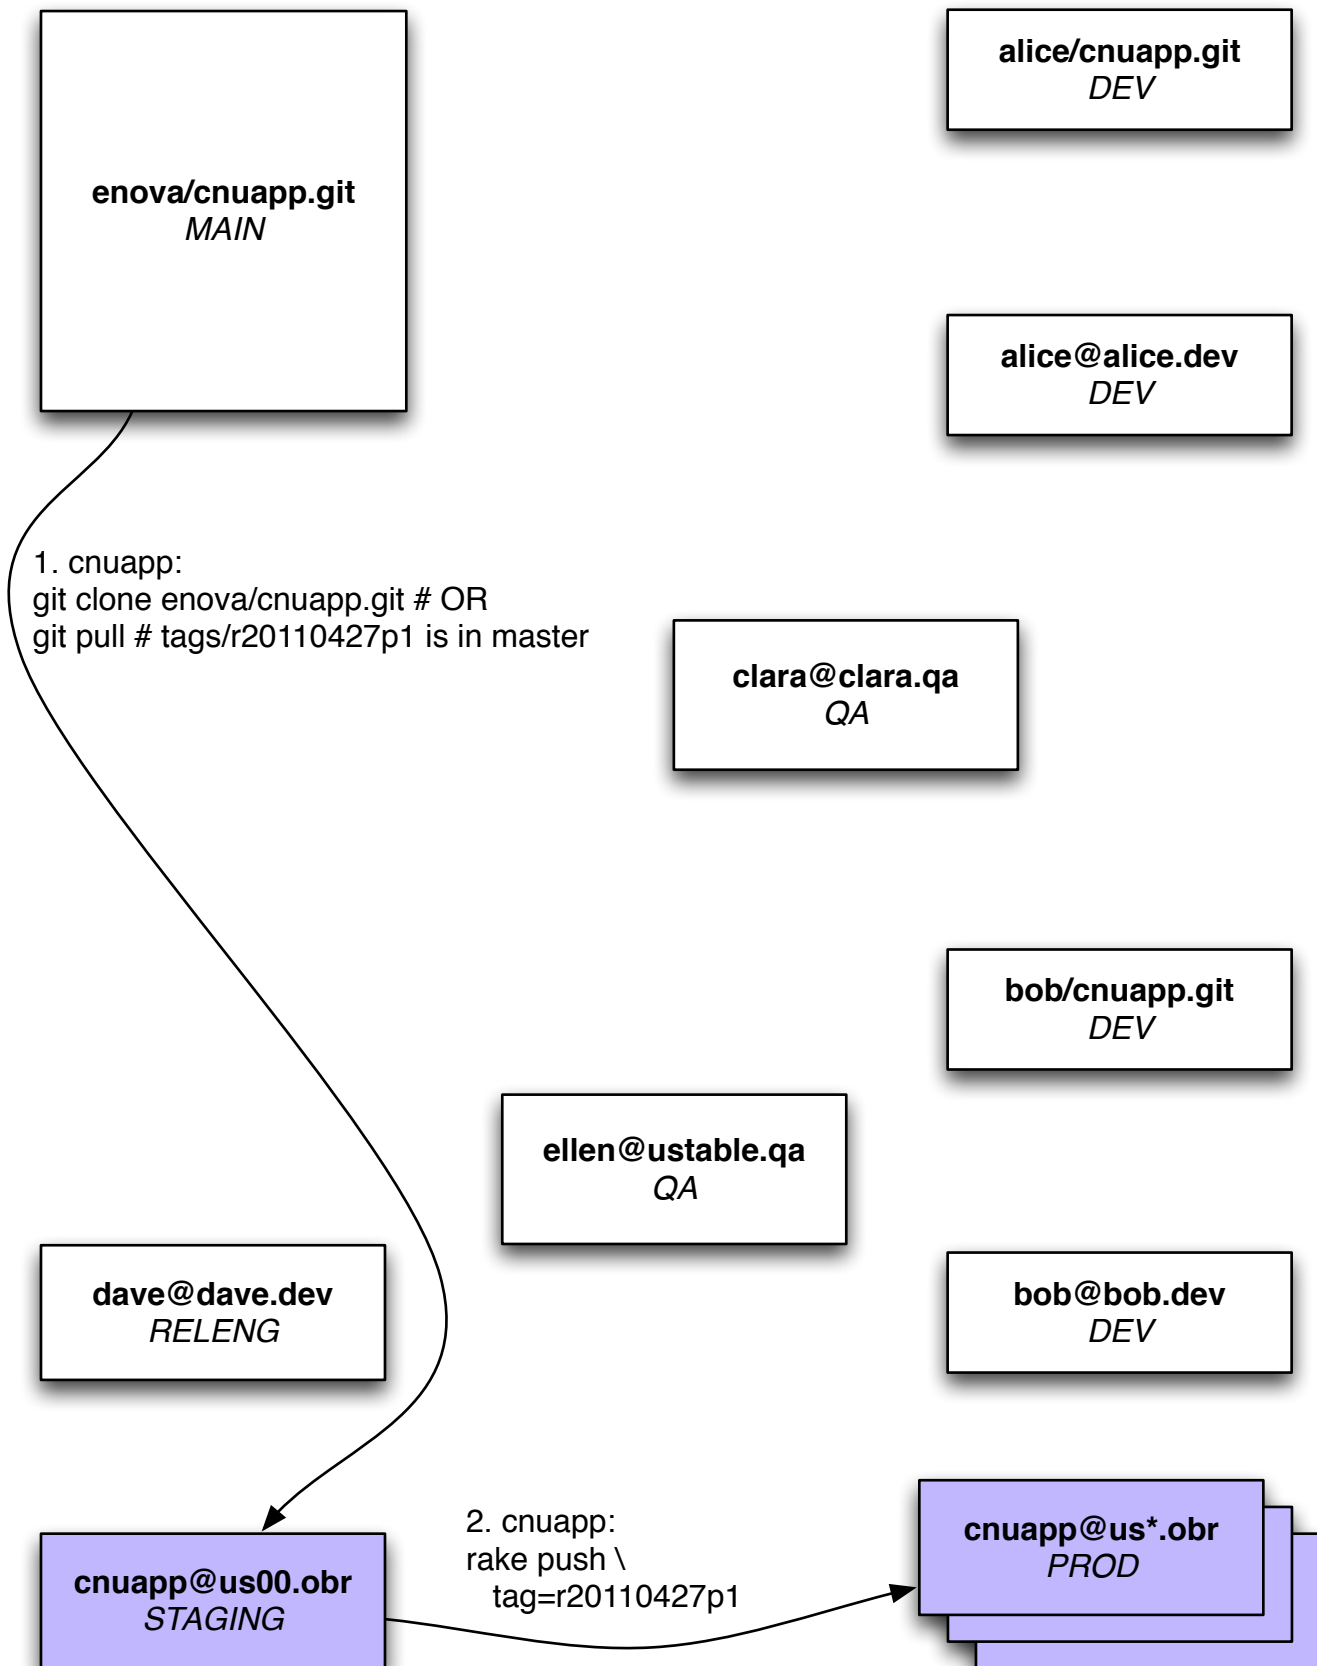 enova/cnuapp.git
MAIN
alice/cnuapp.git
DEV
alice@alice.dev
DEV
1. cnuapp:
git clone enova/cnuapp.git # OR
git pull # tags/r20110427p1 is in master
clara@clara.qa
QA
bob/cnuapp.git
DEV
ellen@ustable.qa
QA
dave@dave.dev
RELENG
bob@bob.dev
DEV
cnuapp@us00.obr
STAGING
2. cnuapp:
rake push \
tag=r20110427p1
cnuapp@us*.obr
PROD